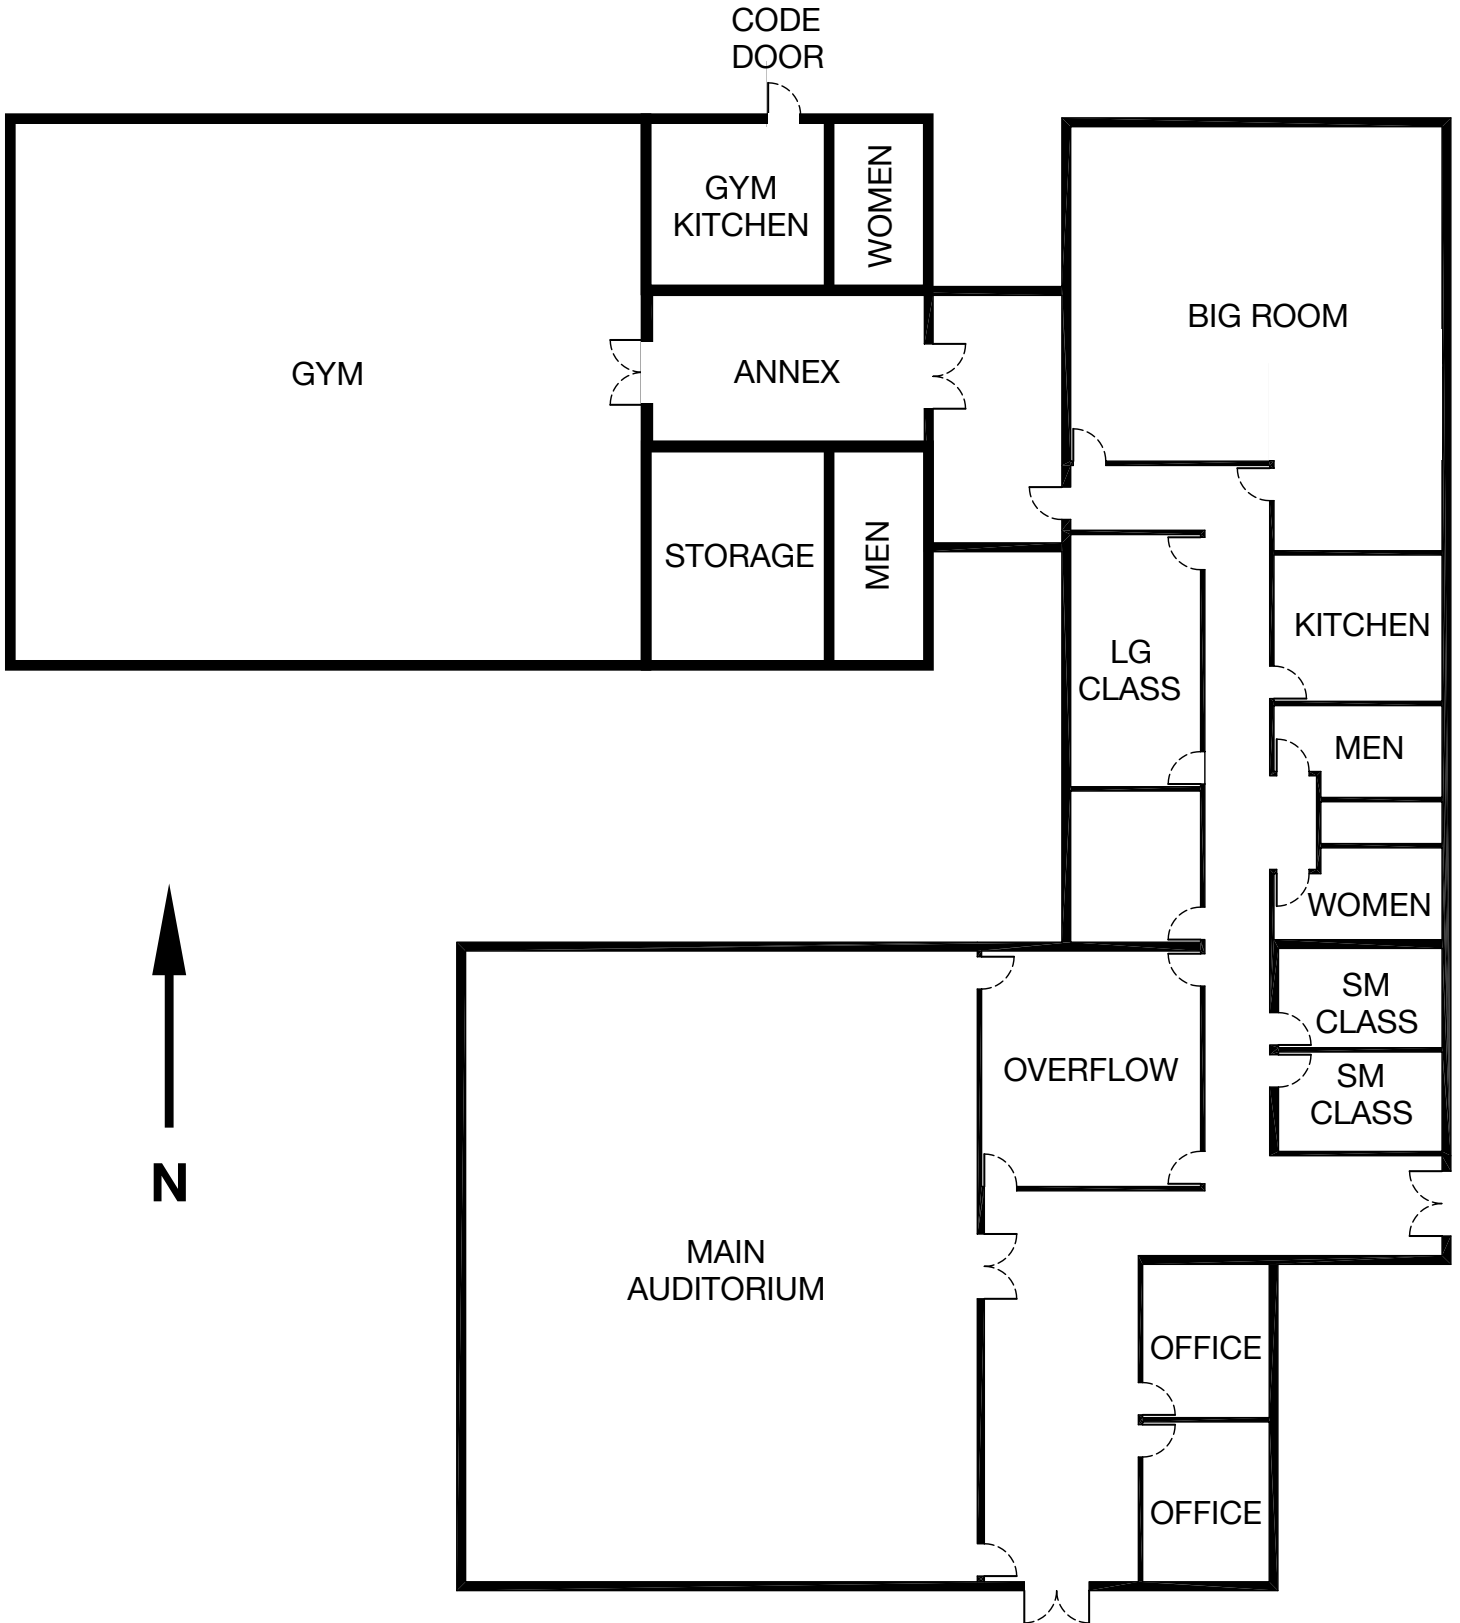 CODE
DOOR
GYM
KITCHEN
WOMEN
BIG ROOM
GYM
ANNEX
STORAGE
MEN
KITCHEN
LG
CLASS
MEN
WOMEN
SM
CLASS
OVERFLOW
SM
CLASS
N
MAIN
AUDITORIUM
OFFICE
OFFICE